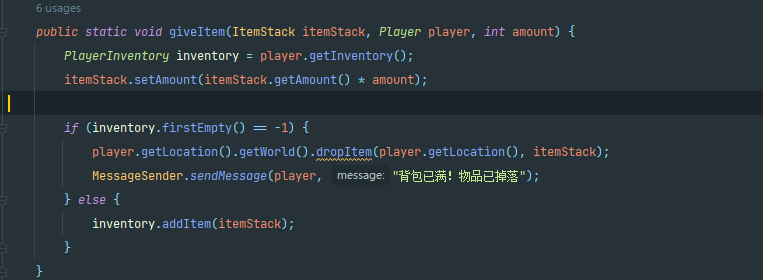 6 usages
public static void giveItem(ItemStack itemStack, Player player, int amount) {
PlayerInventory inventory = player.getInventory();
itemStack.setAmount(itemStack.getAmount() * amount);
if (inventory.firstEmpty() == -1) {
player.getLocation().getWorld().dropItem(player.getLocation(), itemStack);
MessageSender.sendMessage(player, message: "背包已满！物品已掉落");
} else {
inventory.addItem(itemStack);
}
}